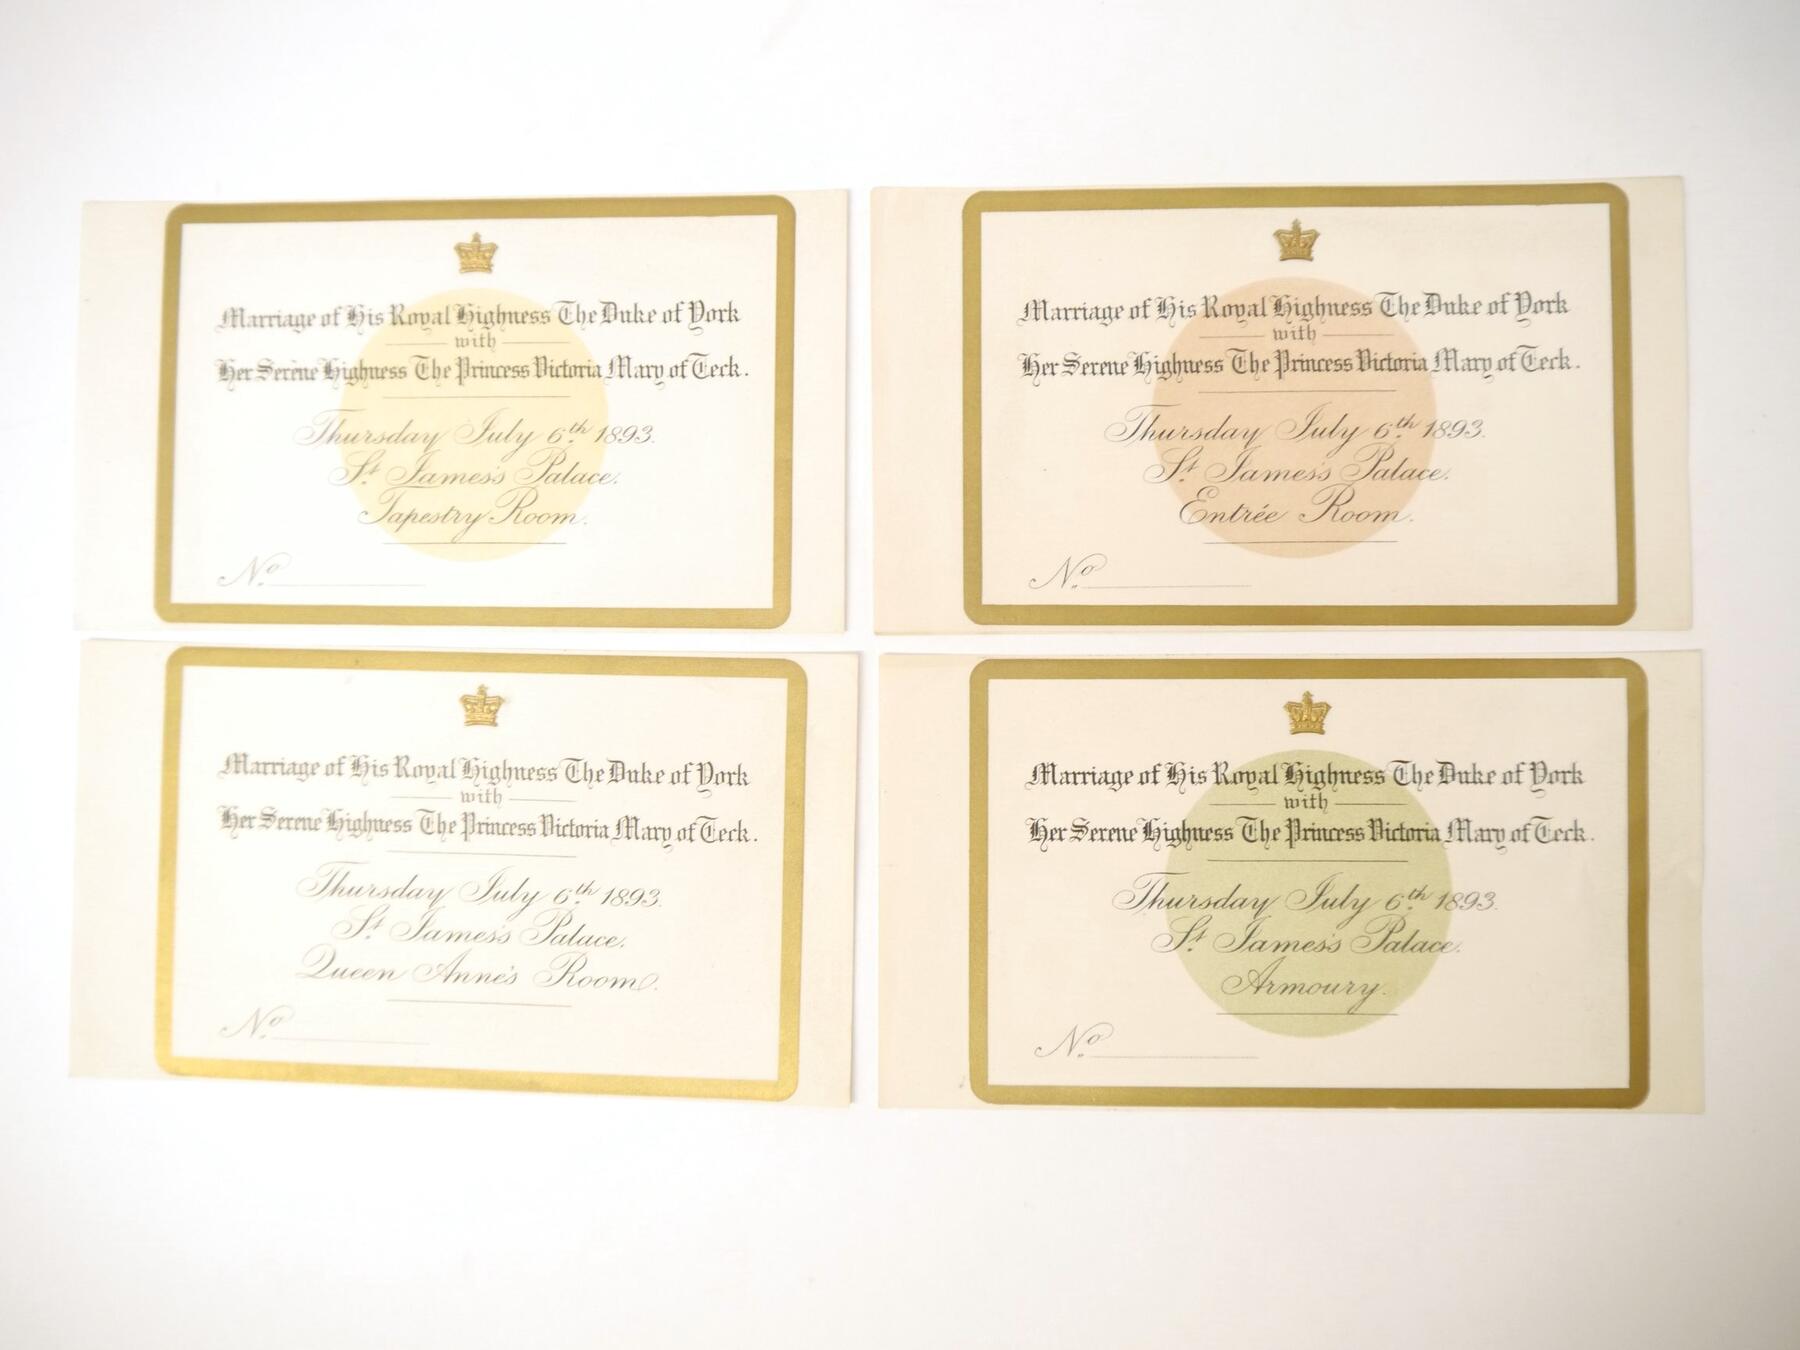 Marriage of His Royal Highness The Duke of York
with
Her Serene Highness The Princess Victoria Mary of Teck.
Thursday July 6th 1893.
St James's Palace.
Tapestry Room.
No.
Marriage of His Royal Highness The Duke of York
with
Her Serene Highness The Princess Victoria Mary of Teck.
Thursday July 6th 1893.
St James's Palace.
Entrée Room.
No.
Marriage of His Royal Highness The Duke of York
with
Her Serene Highness The Princess Victoria Mary of Teck.
Thursday July 6th 1893.
St James's Palace.
Queen Anne's Room.
No.
Marriage of His Royal Highness The Duke of York
with
Her Serene Highness The Princess Victoria Mary of Teck.
Thursday July 6th 1893.
St James's Palace.
Armoury.
No.